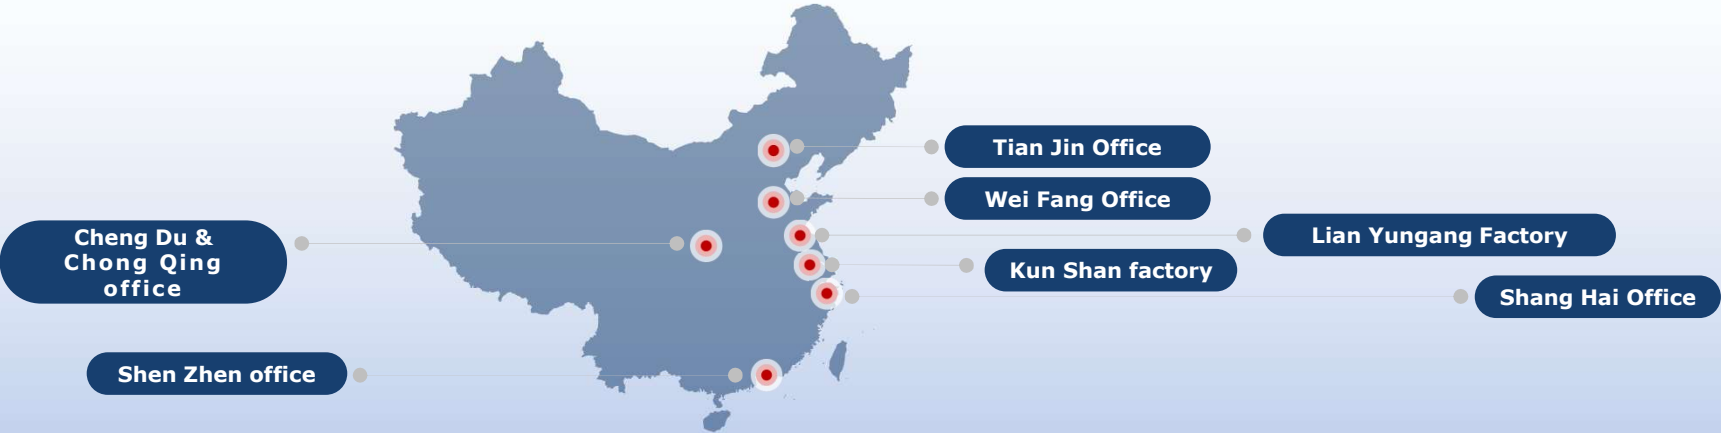 Tian Jin Office
Wei Fang Office
Lian Yungang Factory
Cheng Du &
Chong Qing
office
Kun Shan factory
Shang Hai Office
Shen Zhen office